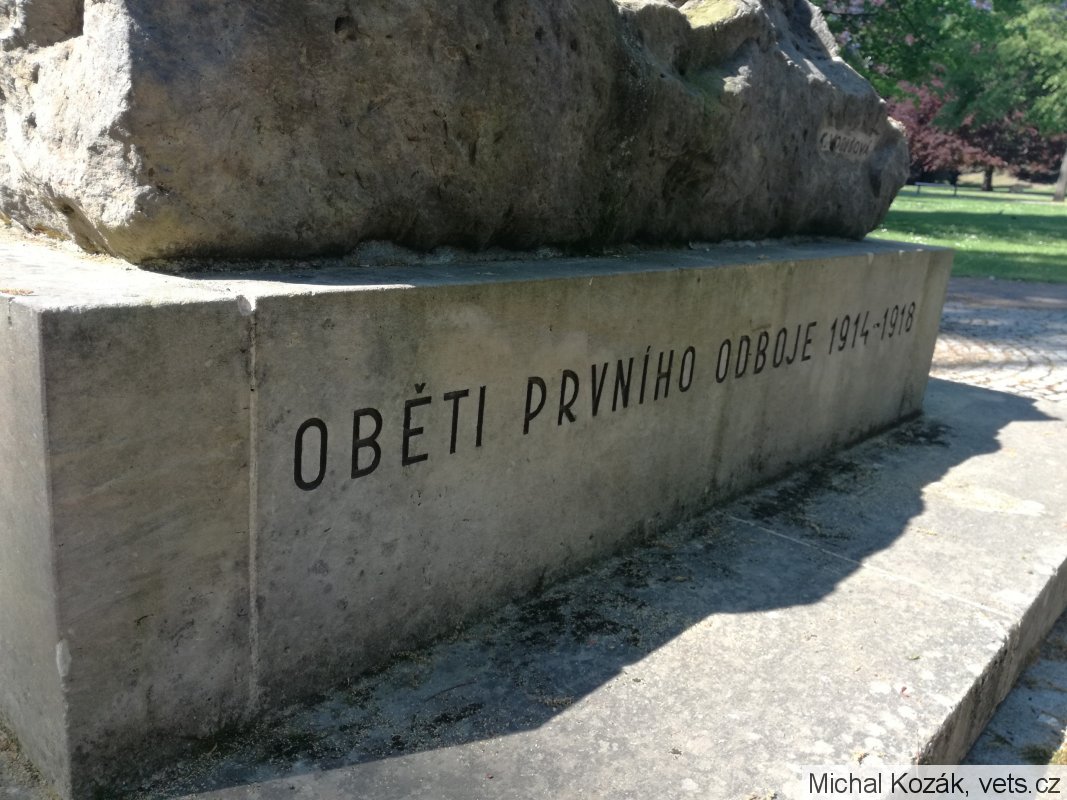 OBĚTI PRVNÍHO ODBOJE 1914-1918
Michal Kozák, vets.cz